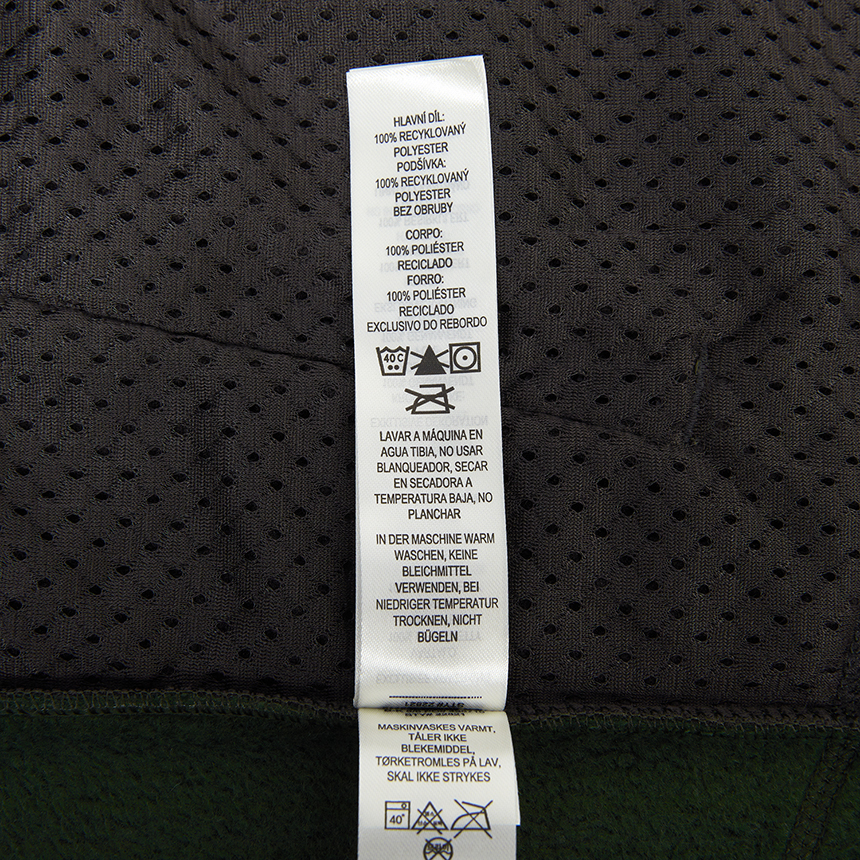 HLAVNÍ DÍL:
100% RECYKLOVANÝ
POLYESTER
PODŠÍVKA:
100% RECYKLOVANÝ
POLYESTER
BEZ OBRUBY
CORPO:
100% POLIÉSTER
RECICLADO
FORRO:
100% POLIÉSTER
RECICLADO
EXCLUSIVO DO REBORDO
40 C
LAVAR A MÁQUINA EN
AGUA TIBIA, NO USAR
BLANQUEADOR, SECAR
EN SECADORA A
TEMPERATURA BAJA, NO
PLANCHAR
IN DER MASCHINE WARM
WASCHEN, KEINE
BLEICHMITTEL
VERWENDEN, BEI
NIEDRIGER TEMPERATUR
TROCKNEN, NICHT
BÜGELN
MASKINVASKES VARMT,
TÅLER IKKE
BLEKEMIDDEL,
TØRKETROMLES PÅ LAV,
SKAL IKKE STRYKES
40°